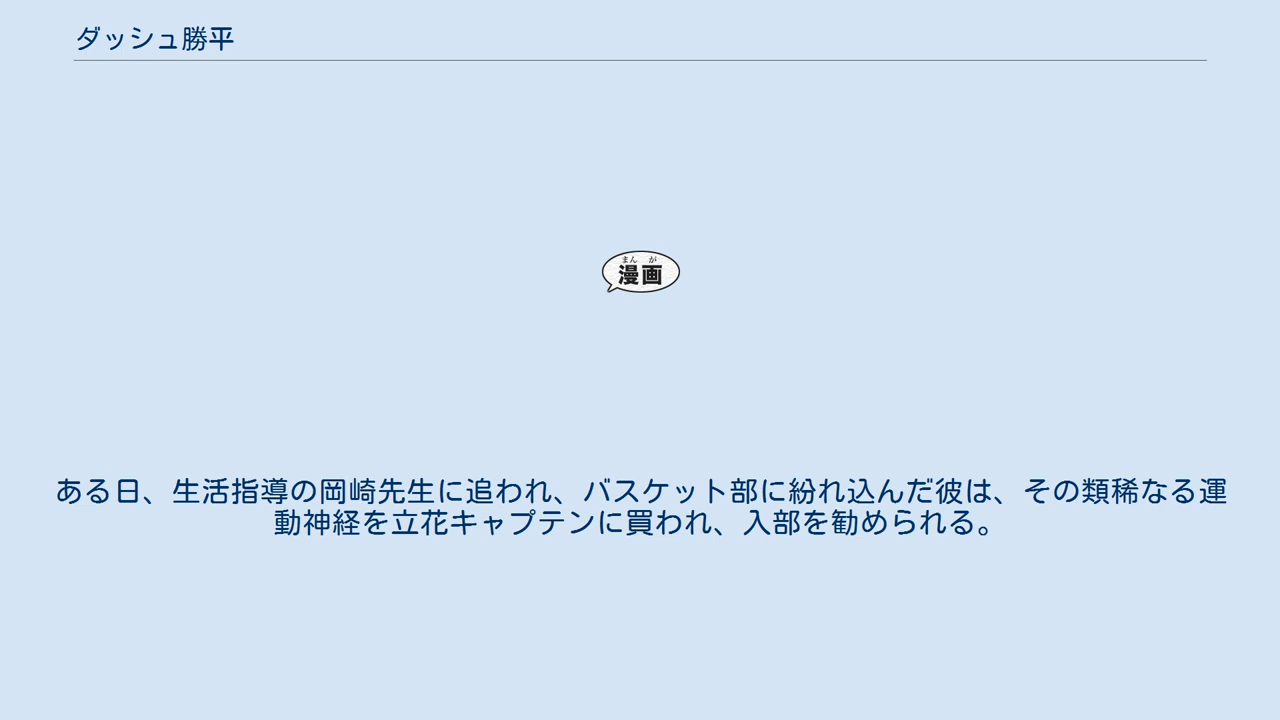 ダッシュ勝平
まん が
漫画
ある日、生活指導の岡崎先生に追われ、バスケット部に紛れ込んだ彼は、その類稀なる運
動神経を立花キャプテンに買われ、入部を勧められる。